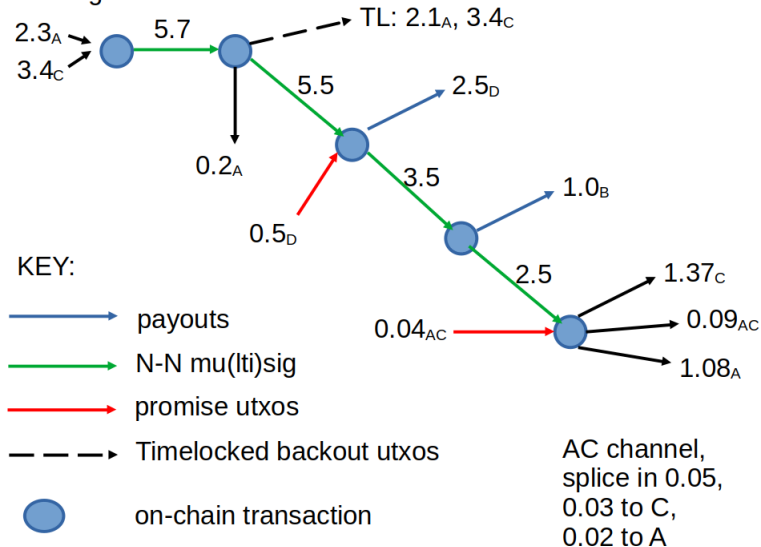 TL: 2.1A, 3.4C
2.3A
5.7
3.4C
5.5
2.5D
0.2A
3.5
1.0B
0.5D
KEY:
2.5
1.37C
payouts
0.04AC
0.09AC
N-N mu(lti)sig
1.08A
promise utxos
Timelocked backout utxos
on-chain transaction
AC channel,
splice in 0.05,
0.03 to C,
0.02 to A